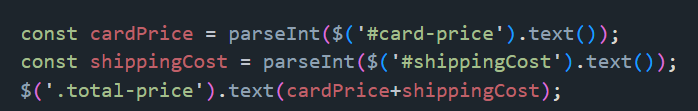 const cardPrice = parseInt($('#card-price').text());
const shippingCost = parseInt($('#shippingCost').text());
$('.total-price').text(cardPrice+shippingCost);